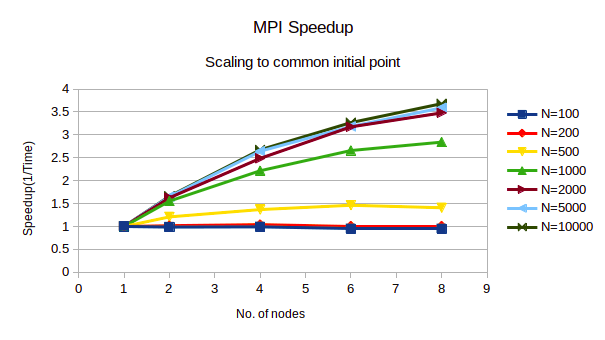 MPI Speedup
Scaling to common initial point
Speedup(1/Time)
4
3.5
3
2.5
2
1.5
1
0.5
0
0 1 2 3 4 5 6 7 8 9
No. of nodes
N=100
N=200
N=500
N=1000
N=2000
N=5000
N=10000